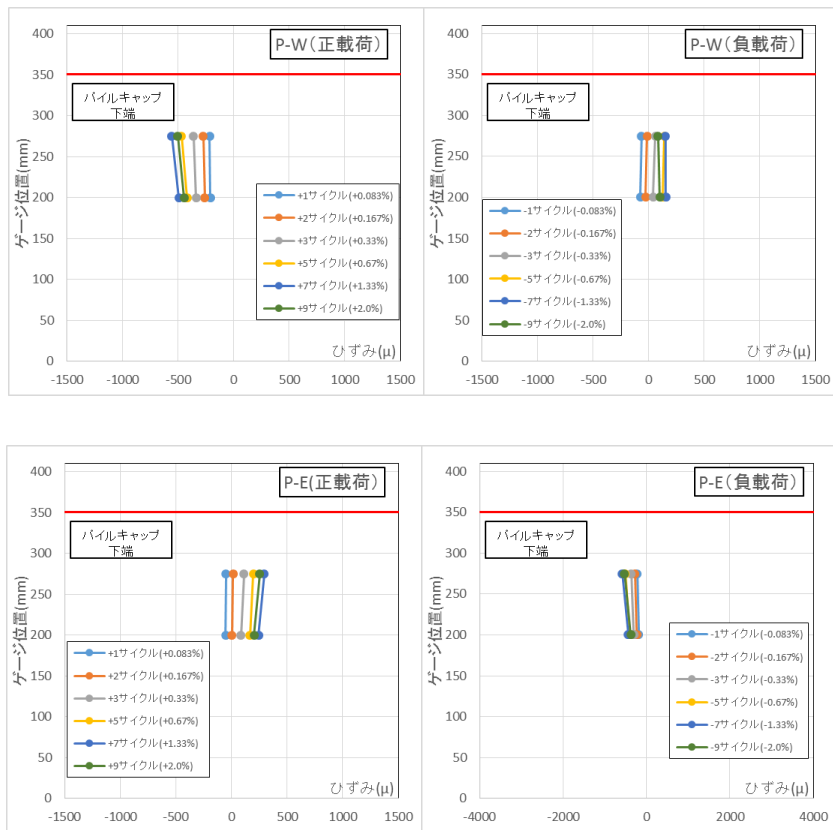 P-W(正載荷)
400
350
300
250
200
150
100
50
0
ゲージ位置(mm)
パイルキャップ
下端
+1サイクル(+0.083%)
+2サイクル(+0.167%)
+3サイクル(+0.33%)
+5サイクル(+0.67%)
+7サイクル(+1.33%)
+9サイクル(+2.0%)
ひずみ(μ)
-1500 -1000 -500 0 500 1000 1500
P-W(負載荷)
400
350
300
250
200
150
100
50
0
ゲージ位置(mm)
パイルキャップ
下端
-1サイクル(-0.083%)
-2サイクル(-0.167%)
-3サイクル(-0.33%)
-5サイクル(-0.67%)
-7サイクル(-1.33%)
-9サイクル(-2.0%)
ひずみ(μ)
-1500 -1000 -500 0 500 1000 1500
P-E(正載荷)
400
350
300
250
200
150
100
50
0
ゲージ位置(mm)
パイルキャップ
下端
+1サイクル(+0.083%)
+2サイクル(+0.167%)
+3サイクル(+0.33%)
+5サイクル(+0.67%)
+7サイクル(+1.33%)
+9サイクル(+2.0%)
ひずみ(μ)
-1500 -1000 -500 0 500 1000 1500
P-E(負載荷)
400
350
300
250
200
150
100
50
0
ゲージ位置(mm)
パイルキャップ
下端
-1サイクル(-0.083%)
-2サイクル(-0.167%)
-3サイクル(-0.33%)
-5サイクル(-0.67%)
-7サイクル(-1.33%)
-9サイクル(-2.0%)
ひずみ(μ)
-4000 -2000 0 2000 4000